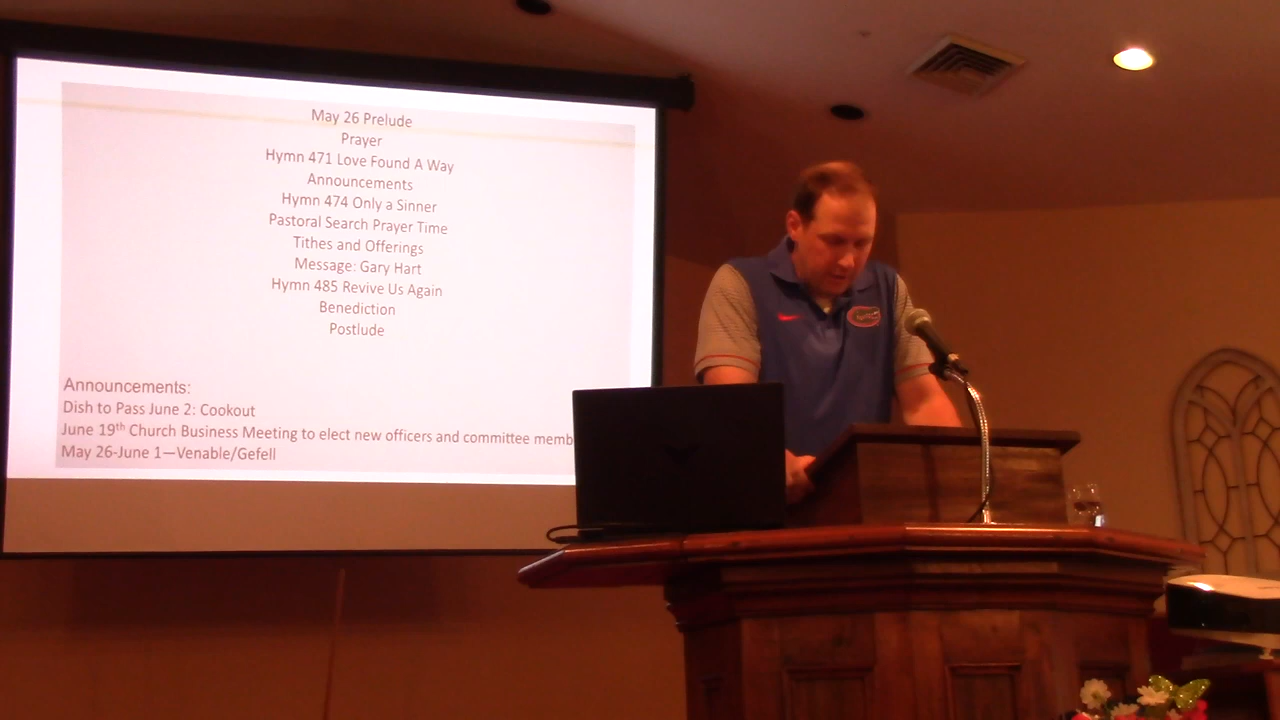 May 26 Prelude
Prayer
Hymn 471 Love Found A Way
Announcements
Hymn 474 Only a Sinner
Pastoral Search Prayer Time
Tithes and Offerings
Message: Gary Hart
Hymn 485 Revive Us Again
Benediction
Postlude
Announcements:
Dish to Pass June 2: Cookout
June 19th Church Business Meeting to elect new officers and committee memb
May 26-June 1—Venable/Gefell